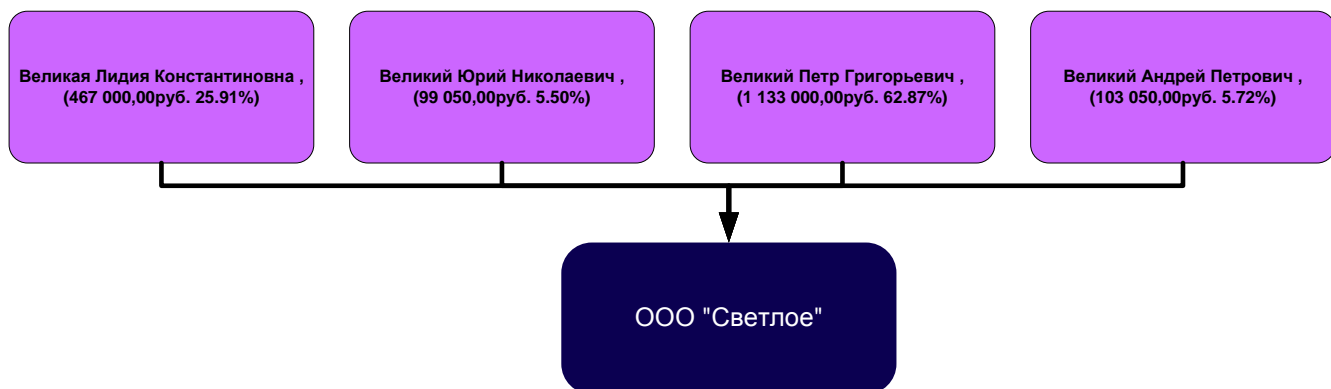 Великая Лидия Константиновна ,
(467 000,00руб. 25.91%)
Великий Юрий Николаевич ,
(99 050,00руб. 5.50%)
Великий Петр Григорьевич ,
(1 133 000,00руб. 62.87%)
Великий Андрей Петрович ,
(103 050,00руб. 5.72%)
ООО "Светлое"